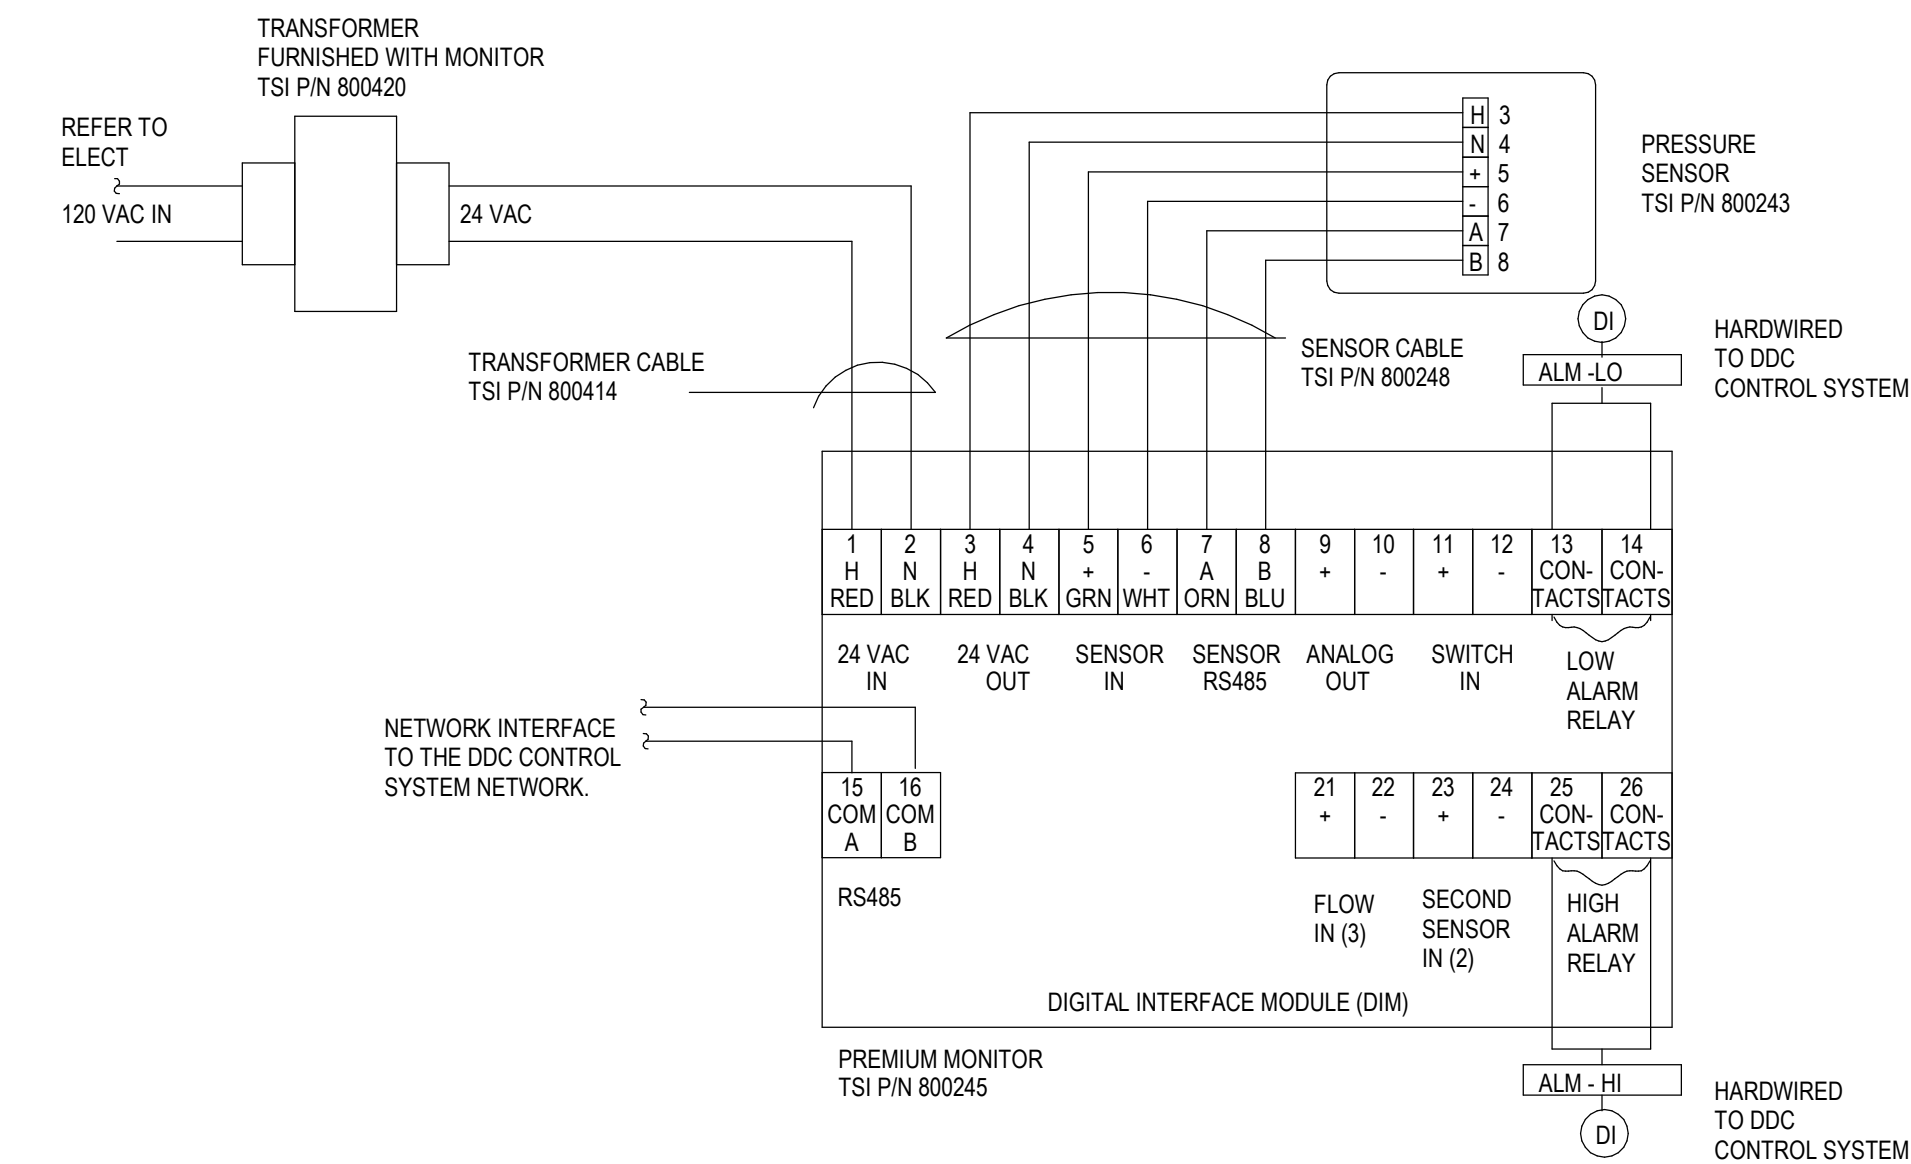 TRANSFORMER
FURNISHED WITH MONITOR
TSI P/N 800420
REFER TO
ELECT
120 VAC IN
24 VAC
H 3
N 4
+ 5
- 6
A 7
B 8
PRESSURE
SENSOR
TSI P/N 800243
TRANSFORMER CABLE
TSI P/N 800414
SENSOR CABLE
TSI P/N 800248
DI
ALM -LO
HARDWIRED
TO DDC
CONTROL SYSTEM
1 2 3 4 5 6 7 8 9 10 11 12 13 14
H N H N + - A B + - + - CON- CON-
RED BLK RED BLK GRN WHT ORN BLU TACTS TACTS
24 VAC
IN
24 VAC
OUT
SENSOR
IN
SENSOR
RS485
ANALOG
OUT
SWITCH
IN
LOW
ALARM
RELAY
NETWORK INTERFACE
TO THE DDC CONTROL
SYSTEM NETWORK.
15 16
COM COM
A B
RS485
21 22 23 24 25 26
+ - + - CON- CON-
TACTS TACTS
FLOW
IN (3)
SECOND
SENSOR
IN (2)
HIGH
ALARM
RELAY
DIGITAL INTERFACE MODULE (DIM)
PREMIUM MONITOR
TSI P/N 800245
ALM - HI
DI
HARDWIRED
TO DDC
CONTROL SYSTEM